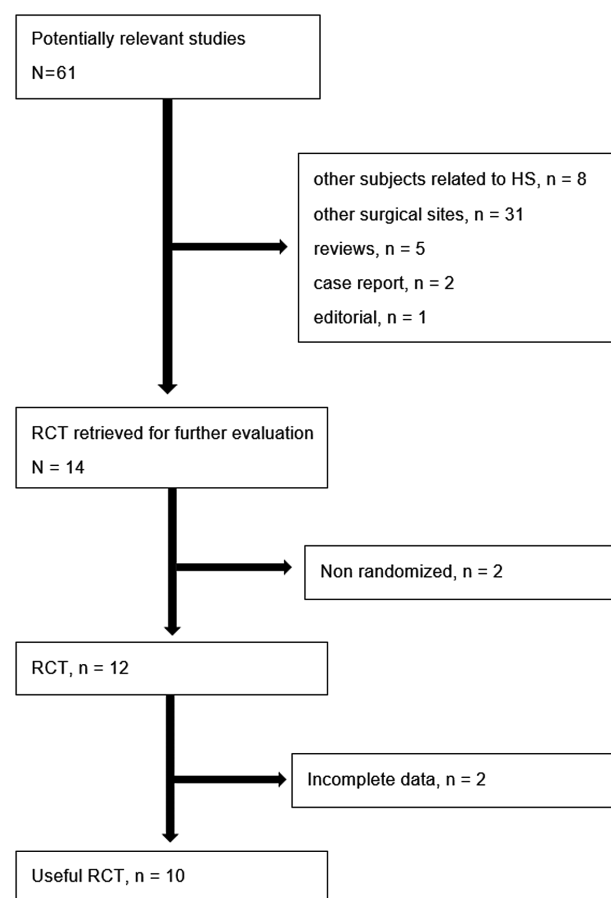 Potentially relevant studies
N=61
other subjects related to HS, n = 8
other surgical sites, n = 31
reviews, n = 5
case report, n = 2
editorial, n = 1
RCT retrieved for further evaluation
N = 14
Non randomized, n = 2
RCT, n = 12
Incomplete data, n = 2
Useful RCT, n = 10